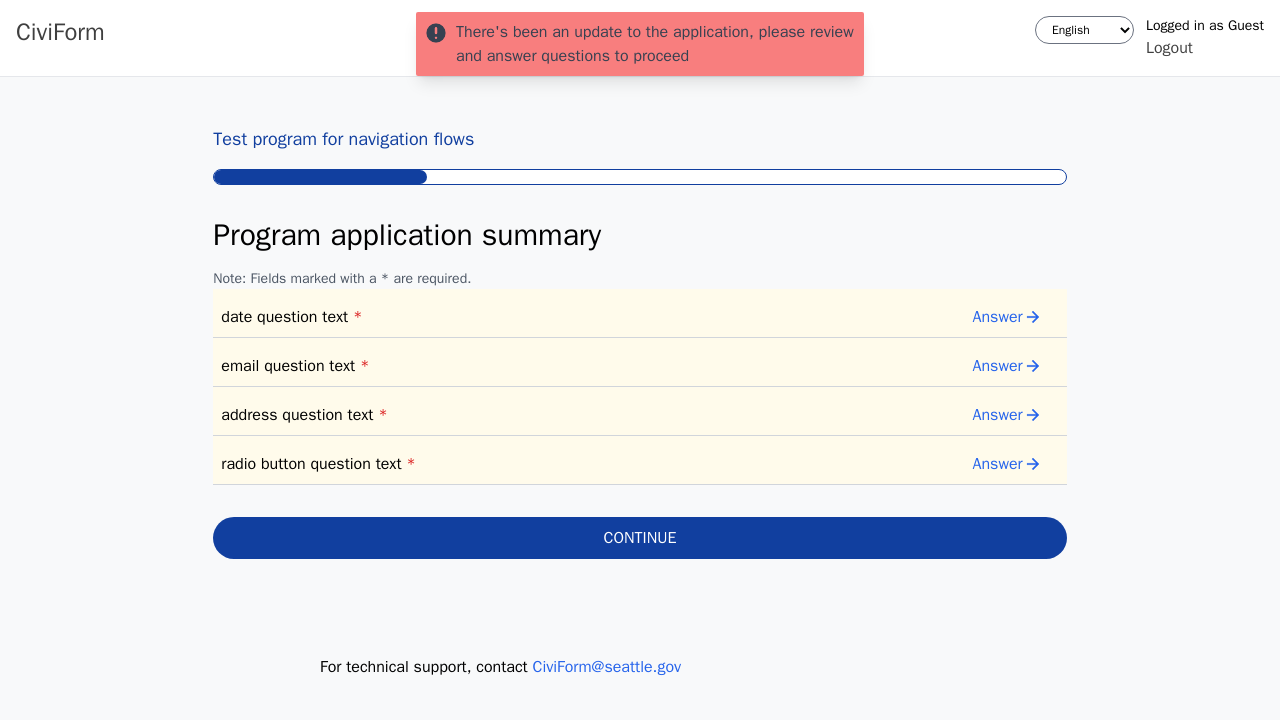 CiviForm
There's been an update to the application, please review
and answer questions to proceed
English
Logged in as Guest
Logout
Test program for navigation flows
Program application summary
Note: Fields marked with a * are required.
date question text *
Answer
email question text *
Answer
address question text *
Answer
radio button question text *
Answer
CONTINUE
For technical support, contact CiviForm@seattle.gov